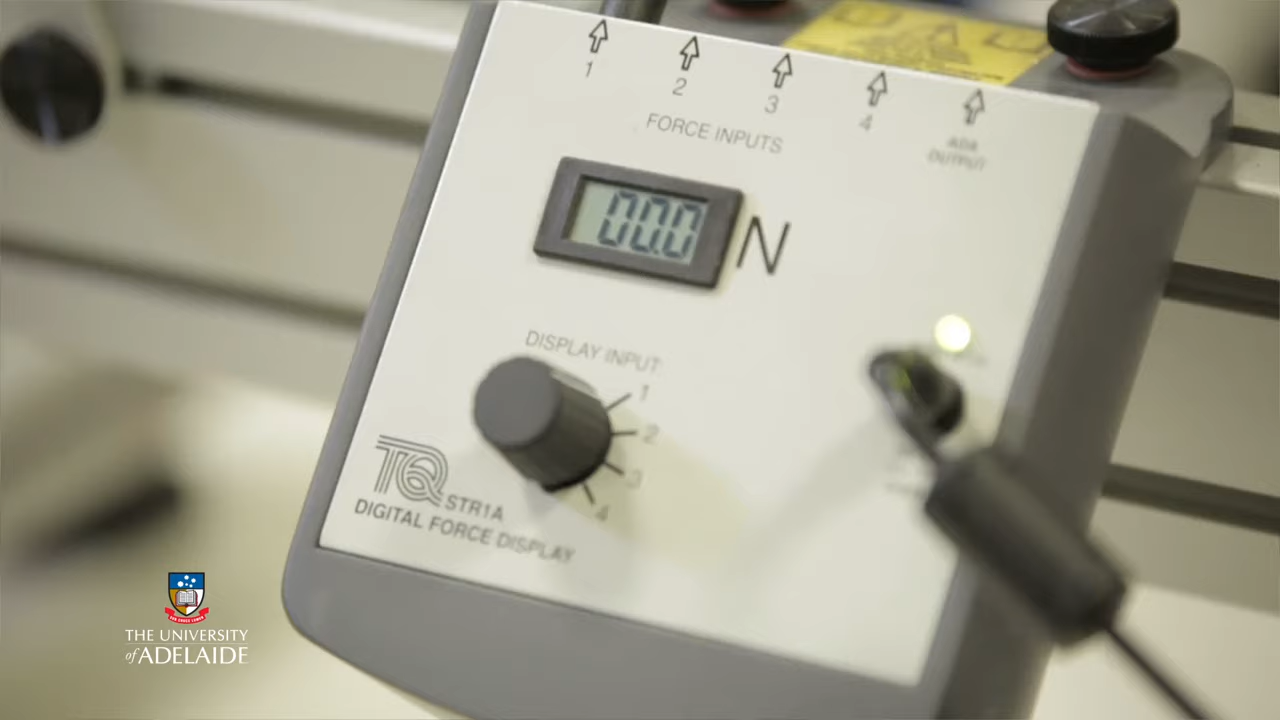 1 2 3 4
FORCE INPUTS
ADA
OUTPUT
00.0 N
DISPLAY INPUT
1
2
3
4
TQ STR1A
DIGITAL FORCE DISPLAY
THE UNIVERSITY
of ADELAIDE